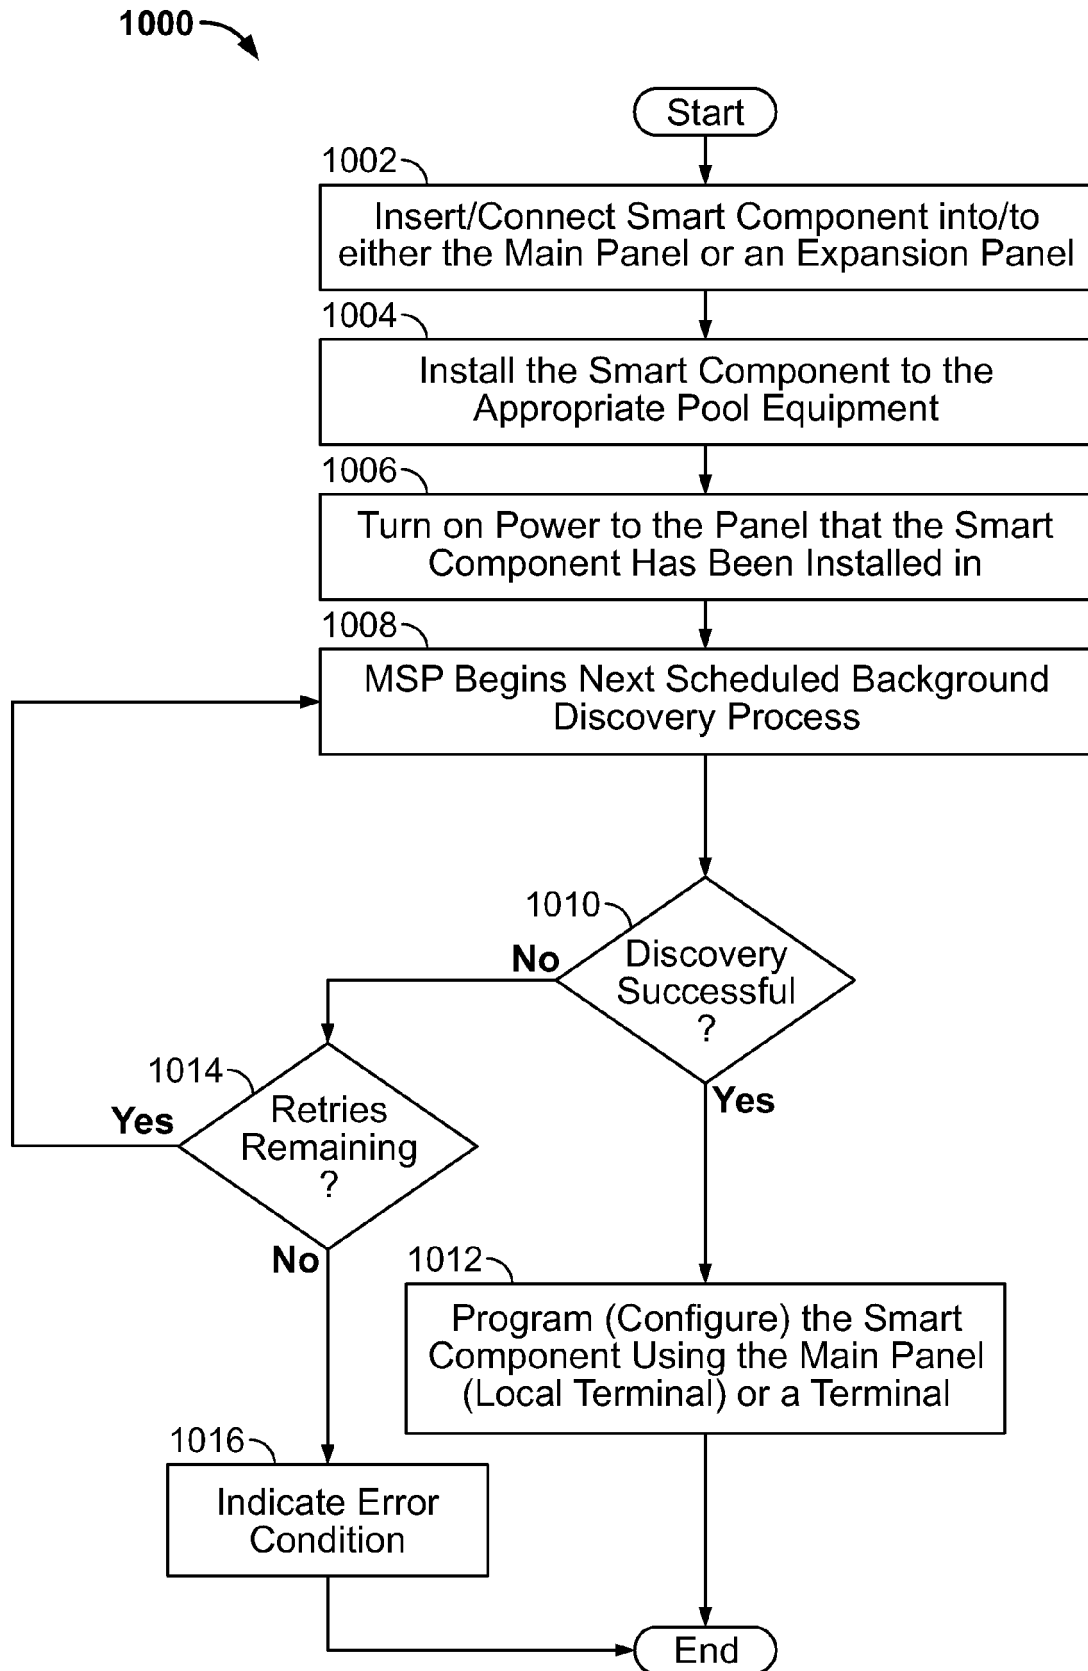 1000
Start
1002
Insert/Connect Smart Component into/to
either the Main Panel or an Expansion Panel
1004
Install the Smart Component to the
Appropriate Pool Equipment
1006
Turn on Power to the Panel that the Smart
Component Has Been Installed in
1008
MSP Begins Next Scheduled Background
Discovery Process
1010
Discovery
Successful
?
No
Yes
1014
Retries
Remaining
?
Yes
No
1012
Program (Configure) the Smart
Component Using the Main Panel
(Local Terminal) or a Terminal
1016
Indicate Error
Condition
End